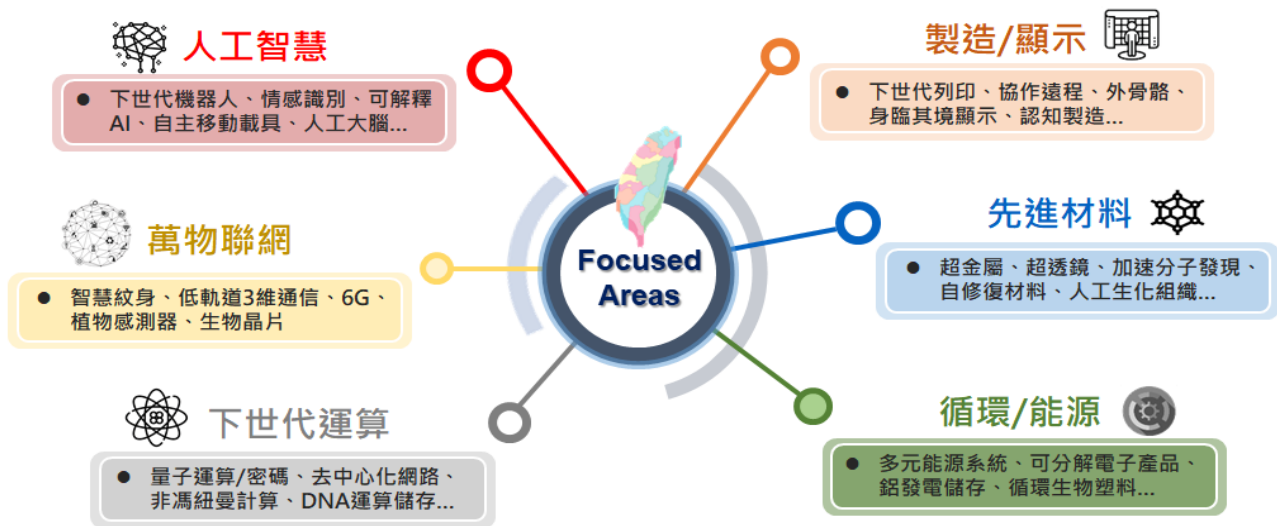 人工智慧
● 下世代機器人、情感識別、可解釋
AI、自主移動載具、人工大腦...
萬物聯網
● 智慧紋身、低軌道3維通信、6G、
植物感測器、生物晶片
下世代運算
● 量子運算/密碼、去中心化網路、
非馮紐曼計算、DNA運算儲存...
Focused
Areas
製造/顯示
● 下世代列印、協作遠程、外骨骼、
身臨其境顯示、認知製造...
先進材料
● 超金屬、超透鏡、加速分子發現、
自修復材料、人工生化組織...
循環/能源
● 多元能源系統、可分解電子產品、
鋁發電儲存、循環生物塑料...